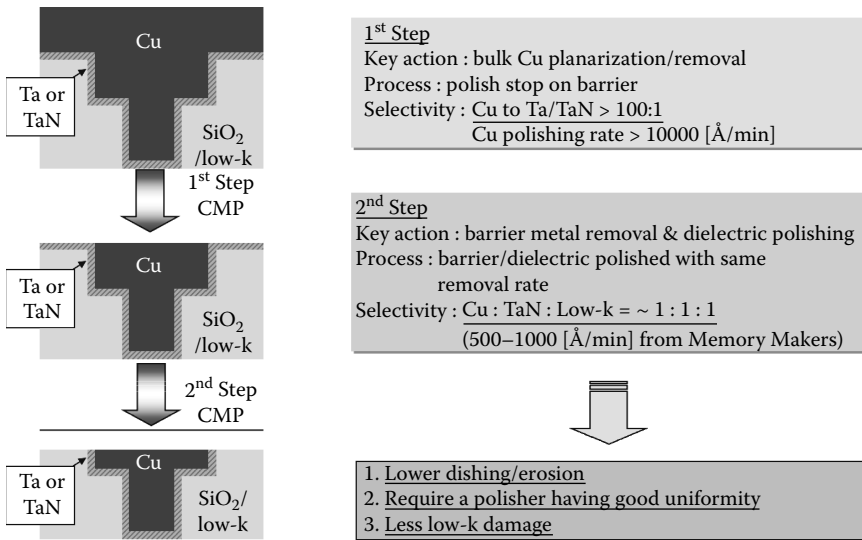 Cu
Ta or
TaN
SiO₂
/low-k
1st Step
CMP
Cu
Ta or
TaN
SiO₂
/low-k
2nd Step
CMP
Cu
Ta or
TaN
SiO₂/
low-k
1st Step
Key action : bulk Cu planarization/removal
Process : polish stop on barrier
Selectivity : Cu to Ta/TaN > 100:1
Cu polishing rate > 10000 [Å/min]
2nd Step
Key action : barrier metal removal & dielectric polishing
Process : barrier/dielectric polished with same
removal rate
Selectivity : Cu : TaN : Low-k = ~ 1 : 1 : 1
(500–1000 [Å/min] from Memory Makers)
1. Lower dishing/erosion
2. Require a polisher having good uniformity
3. Less low-k damage